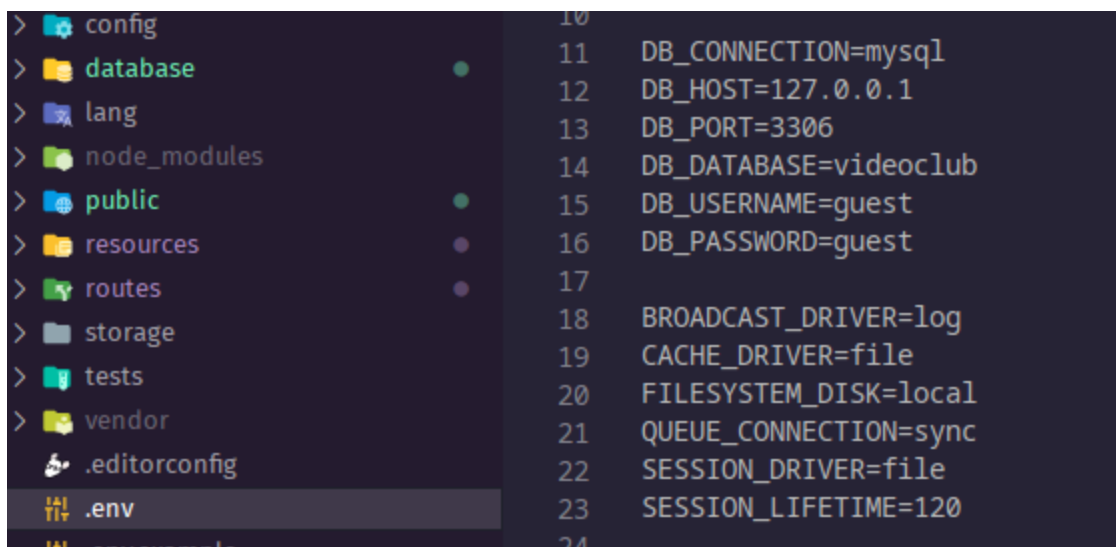 config
database
lang
node_modules
public
resources
routes
storage
tests
vendor
.editorconfig
.env
10
11 DB_CONNECTION=mysql
12 DB_HOST=127.0.0.1
13 DB_PORT=3306
14 DB_DATABASE=videoclub
15 DB_USERNAME=guest
16 DB_PASSWORD=guest
17
18 BROADCAST_DRIVER=log
19 CACHE_DRIVER=file
20 FILESYSTEM_DISK=local
21 QUEUE_CONNECTION=sync
22 SESSION_DRIVER=file
23 SESSION_LIFETIME=120
24